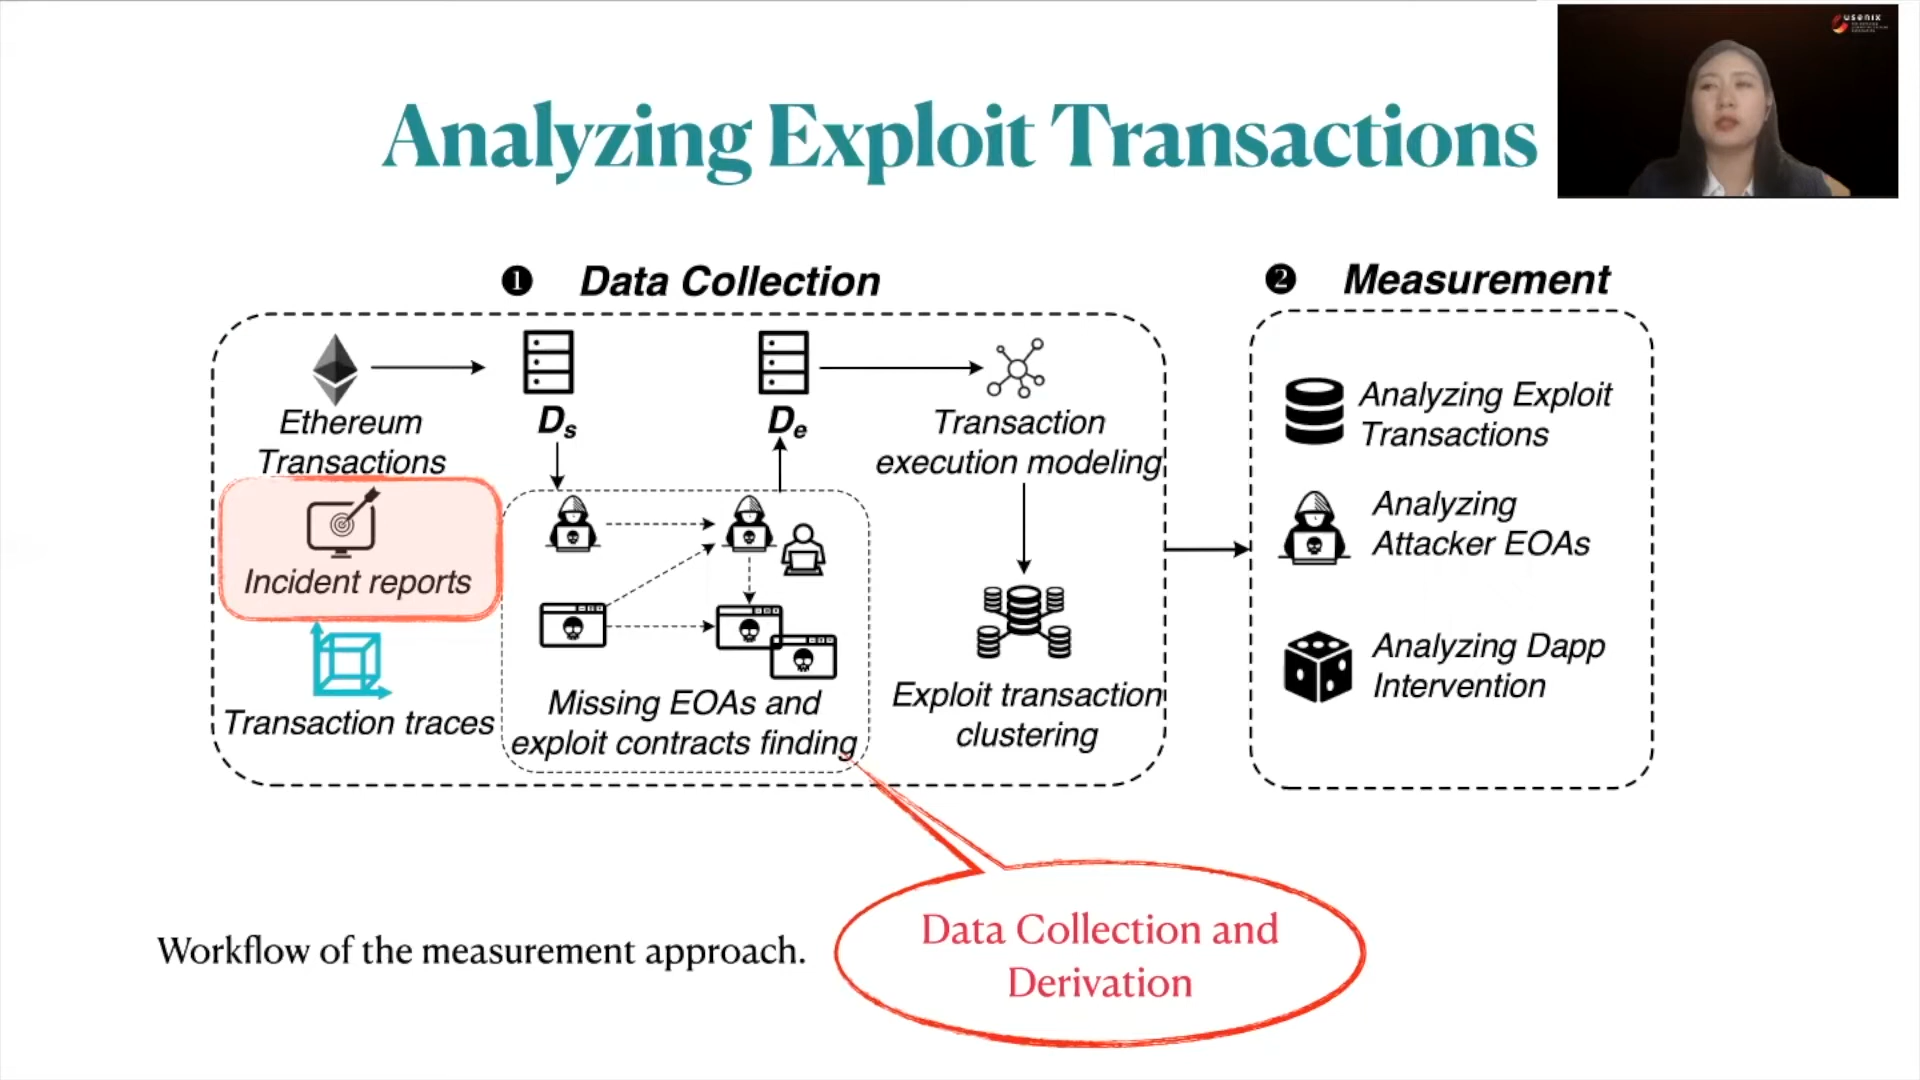 usenix
Analyzing Exploit Transactions
❶ Data Collection
❷ Measurement
Ethereum
Transactions
Ds
De
Transaction
execution modeling
Incident reports
Transaction traces
Missing EOAs and
exploit contracts finding
Exploit transaction
clustering
Analyzing Exploit
Transactions
Analyzing
Attacker EOAs
Analyzing Dapp
Intervention
Workflow of the measurement approach.
Data Collection and
Derivation